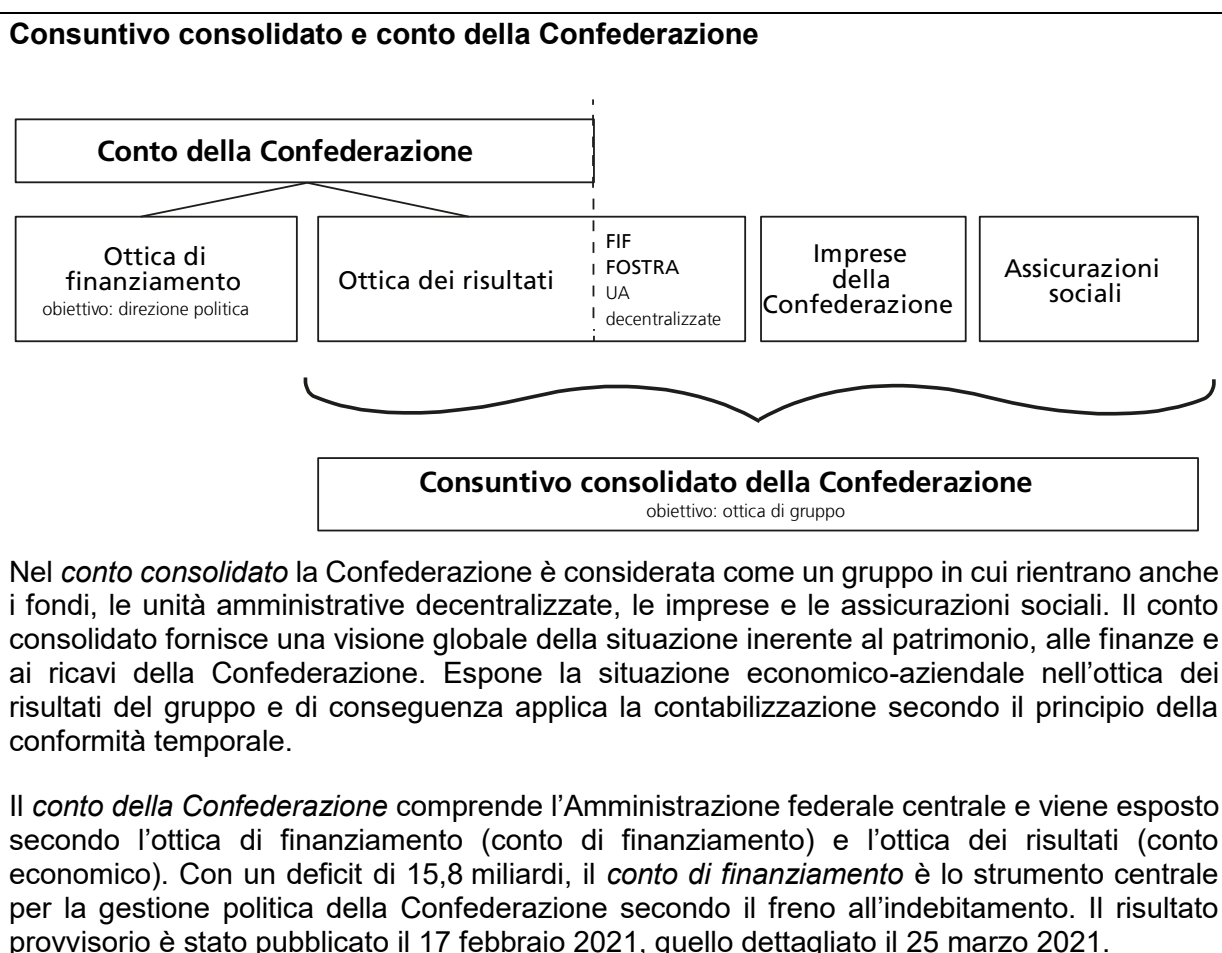 Consuntivo consolidato e conto della Confederazione
Conto della Confederazione
Ottica di
finanziamento
obiettivo: direzione politica
Ottica dei risultati
FIF
FOSTRA
UA
decentralizzate
Imprese
della
Confederazione
Assicurazioni
sociali
Consuntivo consolidato della Confederazione
obiettivo: ottica di gruppo
Nel conto consolidato la Confederazione è considerata come un gruppo in cui rientrano anche
i fondi, le unità amministrative decentralizzate, le imprese e le assicurazioni sociali. Il conto
consolidato fornisce una visione globale della situazione inerente al patrimonio, alle finanze e
ai ricavi della Confederazione. Espone la situazione economico-aziendale nell’ottica dei
risultati del gruppo e di conseguenza applica la contabilizzazione secondo il principio della
conformità temporale.
Il conto della Confederazione comprende l’Amministrazione federale centrale e viene esposto
secondo l’ottica di finanziamento (conto di finanziamento) e l’ottica dei risultati (conto
economico). Con un deficit di 15,8 miliardi, il conto di finanziamento è lo strumento centrale
per la gestione politica della Confederazione secondo il freno all’indebitamento. Il risultato
provvisorio è stato pubblicato il 17 febbraio 2021, quello dettagliato il 25 marzo 2021.